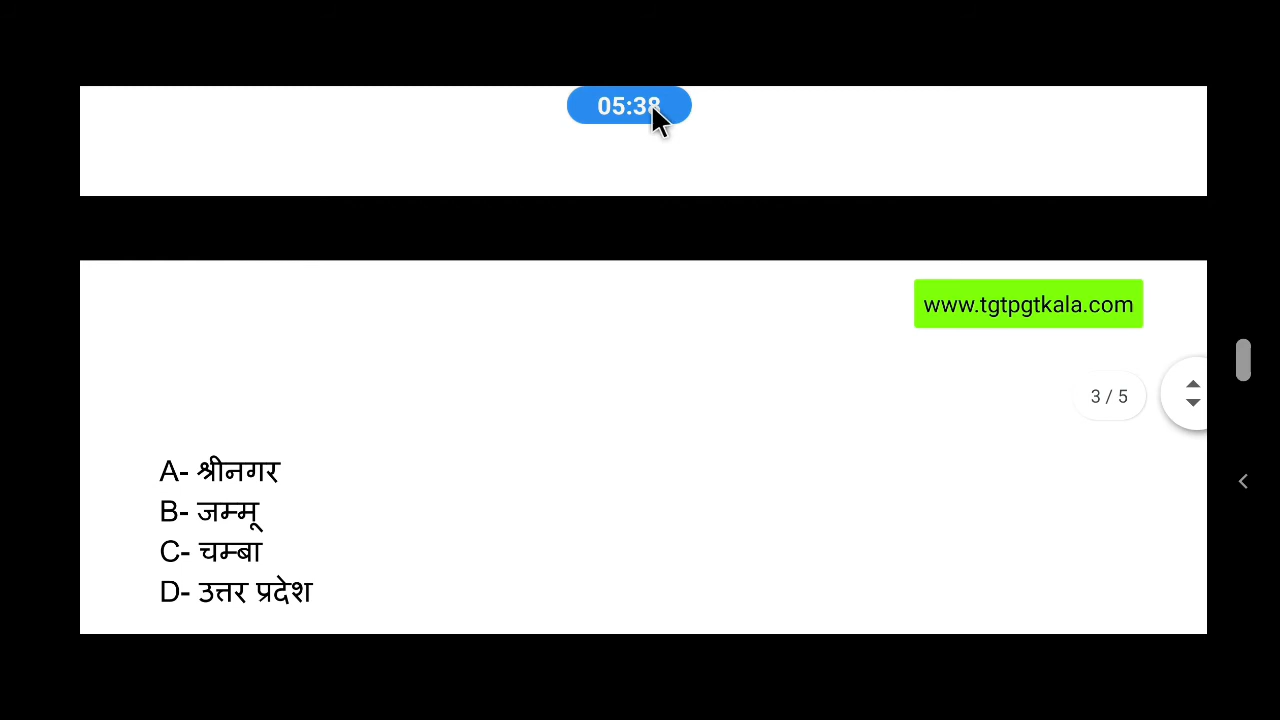 05:38
www.tgtpgtkala.com
3 / 5
A- श्रीनगर
B- जम्मू
C- चम्बा
D- उत्तर प्रदेश